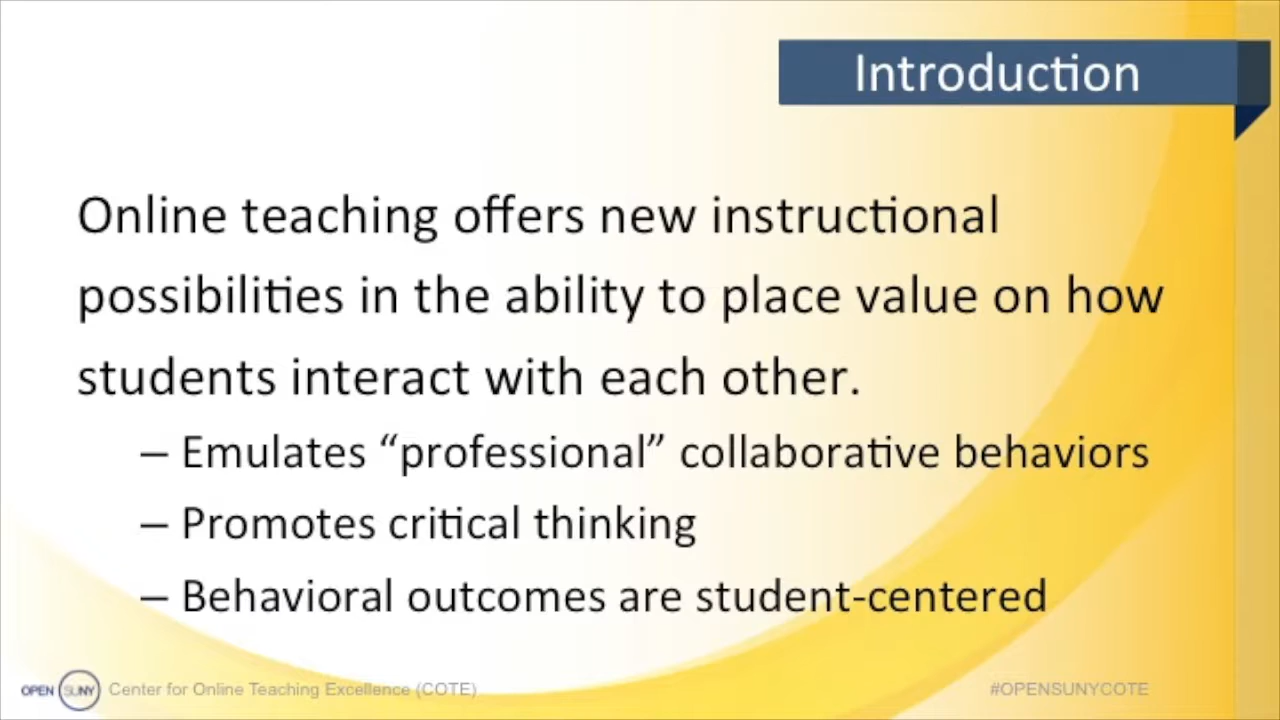 Introduction
Online teaching offers new instructional
possibilities in the ability to place value on how
students interact with each other.
– Emulates “professional” collaborative behaviors
– Promotes critical thinking
– Behavioral outcomes are student-centered
OPEN SUNY Center for Online Teaching Excellence (COTE) #OPENSUNYCOTE